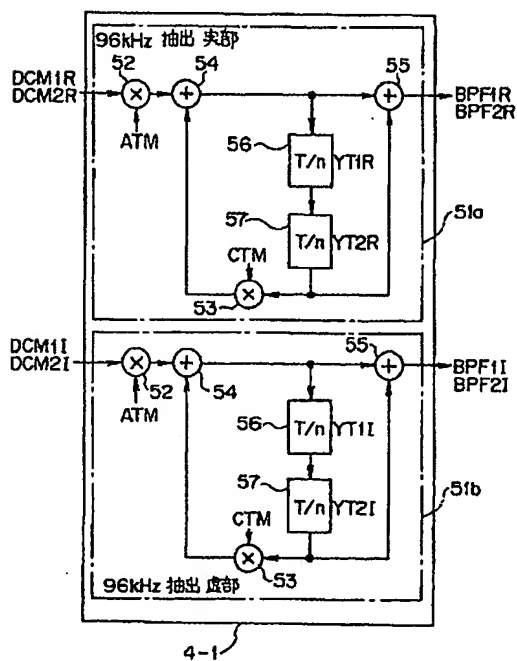 96kHz 抽出 実部
DCM1R
DCM2R
52
54
55
BPF1R
BPF2R
ATM
56
T/n
YT1R
57
T/n
YT2R
CTM
53
51a
DCM1I
DCM2I
52
54
55
BPF1I
BPF2I
ATM
56
T/n
YT1I
57
T/n
YT2I
CTM
53
51b
96kHz 抽出 虚部
4-1